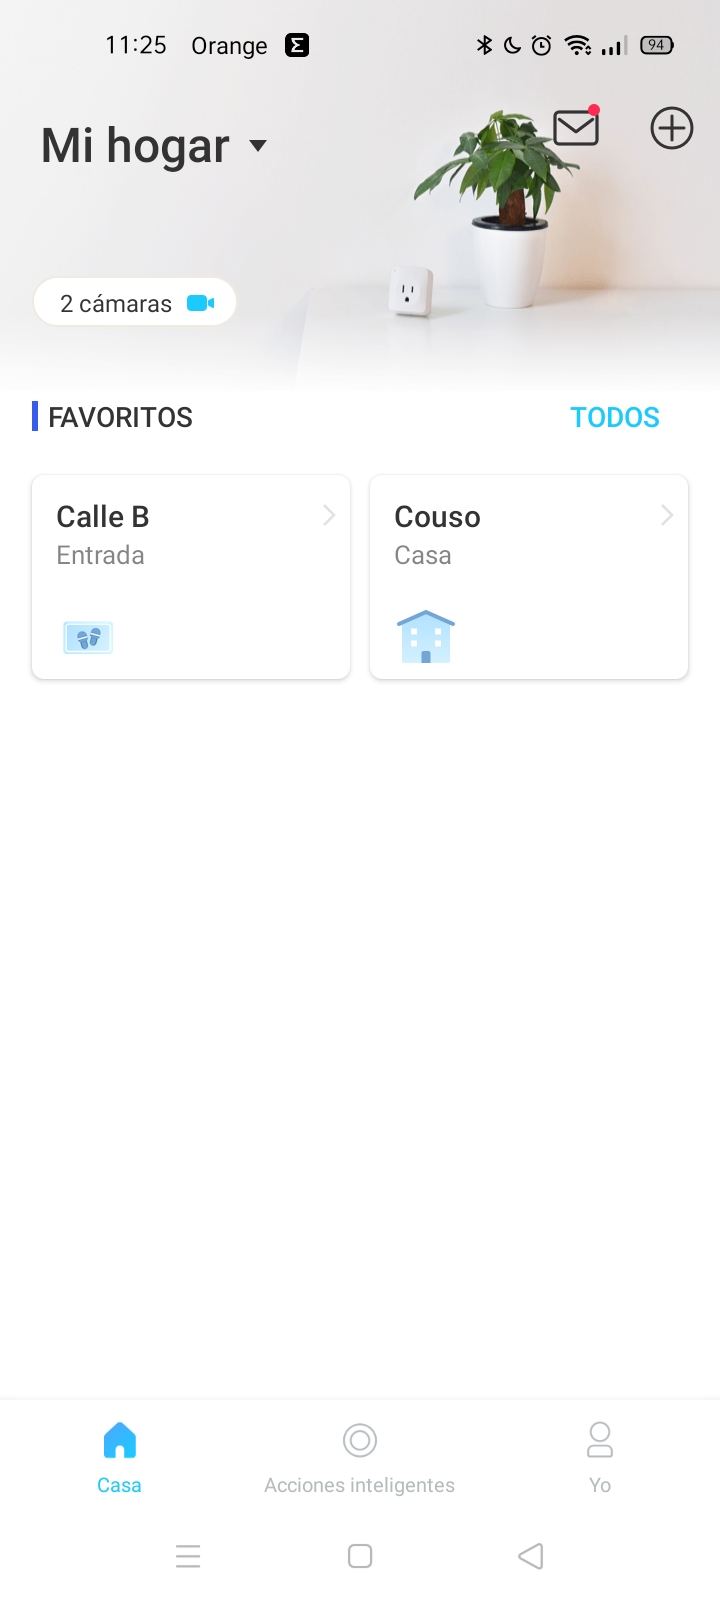 11:25 Orange Σ 94
Mi hogar
2 cámaras
FAVORITOS TODOS
Calle B
Entrada
Couso
Casa
Casa Acciones inteligentes Yo